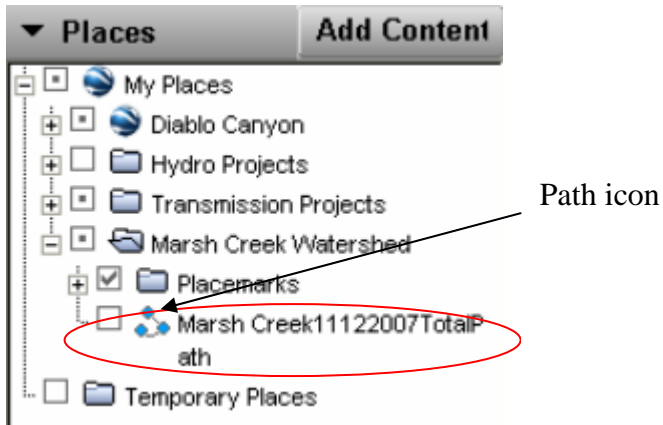 Places Add Content
My Places
Diablo Canyon
Hydro Projects
Transmission Projects
Path icon
Marsh Creek Watershed
Placemarks
Marsh Creek11122007TotalP
ath
Temporary Places